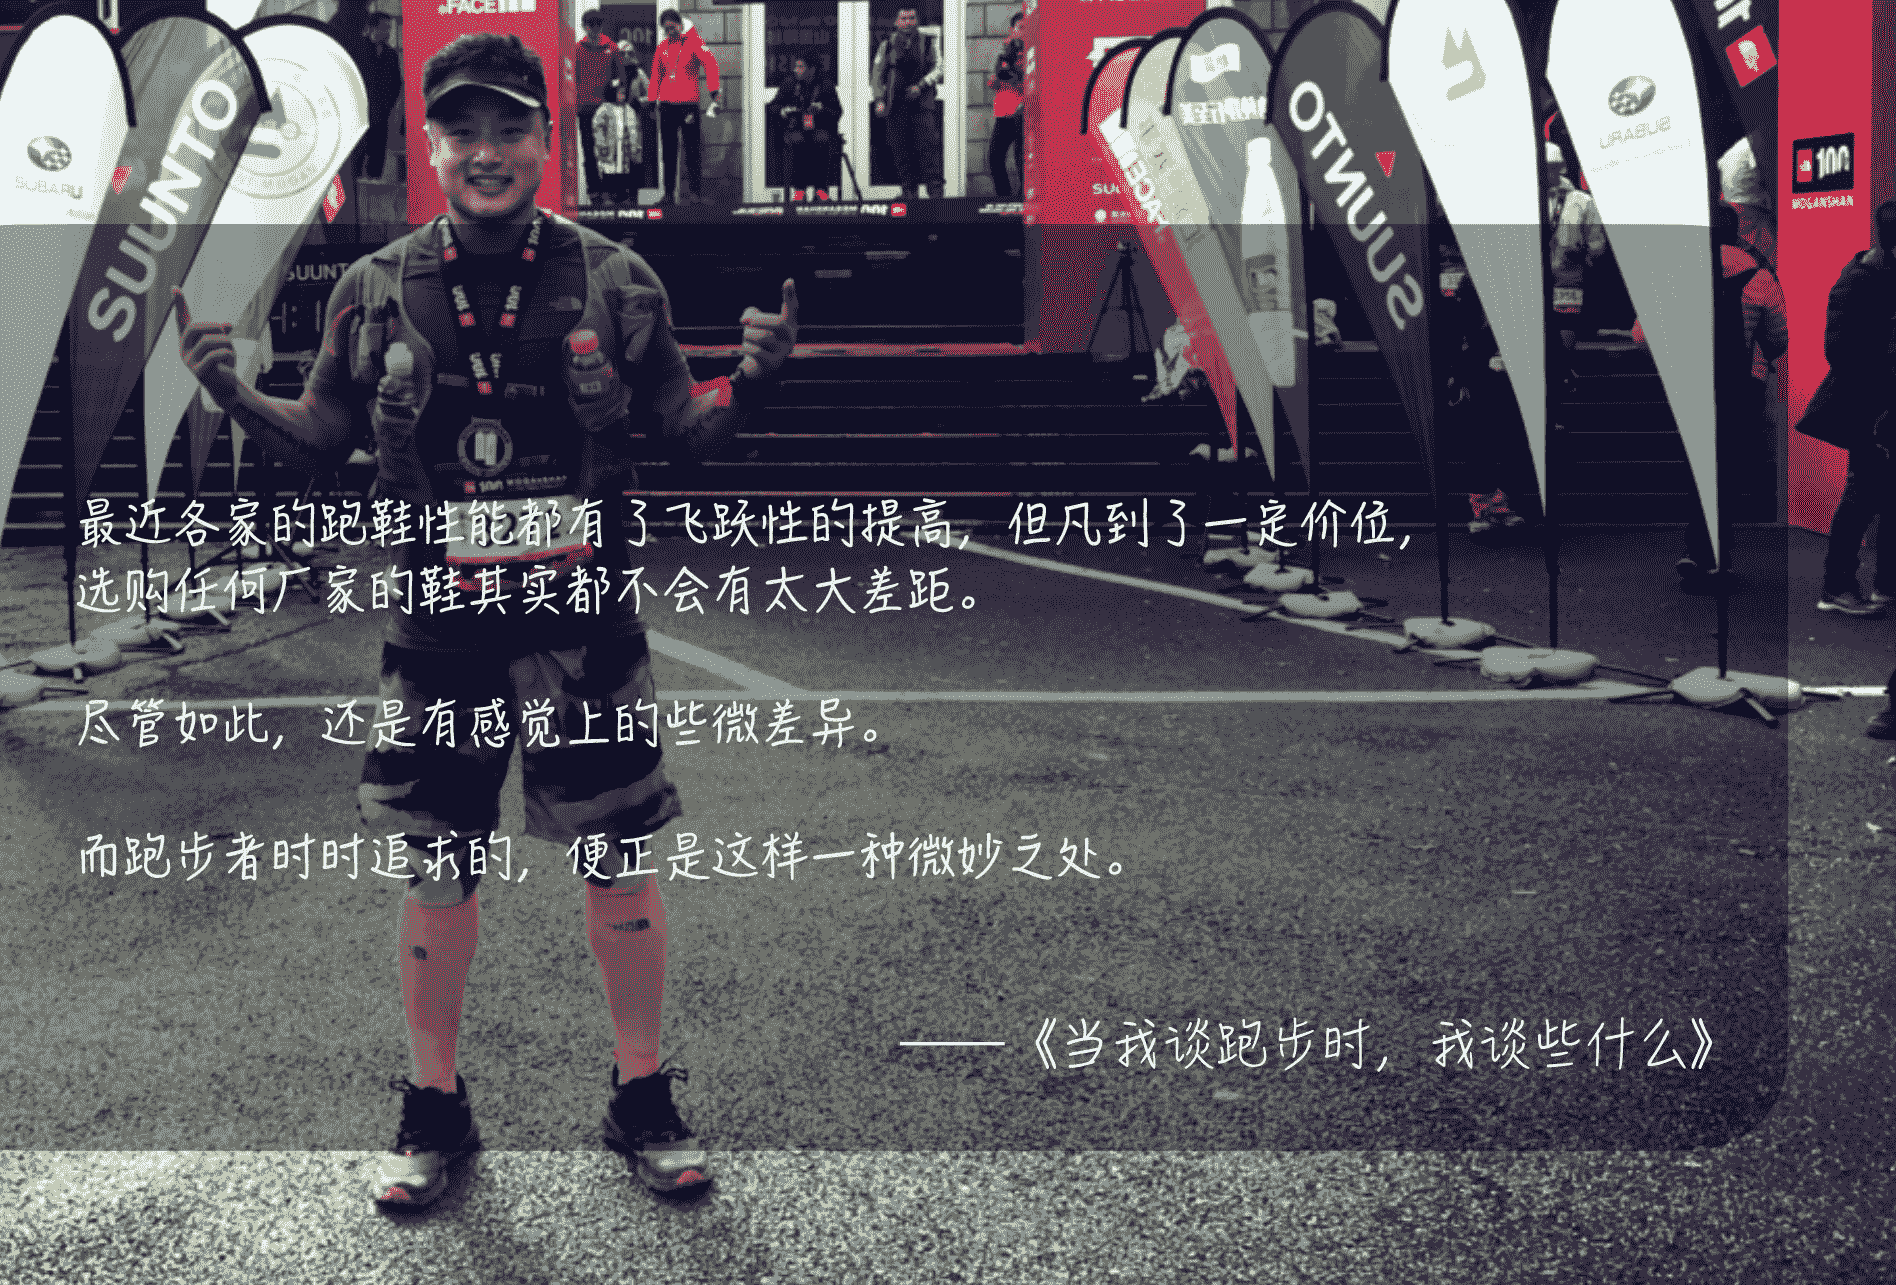 FACE
SUBARU
SUUNTO
SUUNT
100
SUUNTO
SUBARU
100
MOGANSHAN
100 MOGANSHAN
最近各家的跑鞋性能都有了飞跃性的提高，但凡到了一定价位，
选购任何厂家的鞋其实都不会有太大差距。
尽管如此，还是有感觉上的些微差异。
而跑步者时时追求的，便正是这样一种微妙之处。
——《当我谈跑步时，我谈些什么》